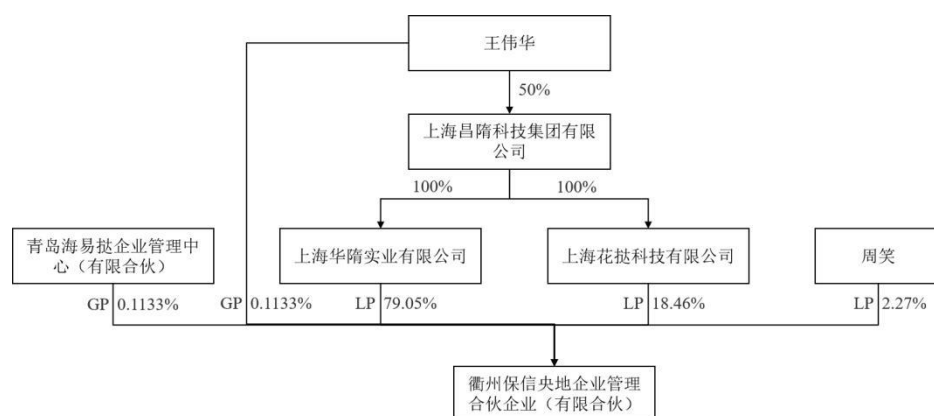 王伟华
50%
上海昌隋科技集团有限
公司
100%
100%
青岛海易挞企业管理中
心（有限合伙）
上海华隋实业有限公司
上海花挞科技有限公司
周笑
GP 0.1133%
GP 0.1133%
LP 79.05%
LP 18.46%
LP 2.27%
衢州保信央地企业管理
合伙企业（有限合伙）